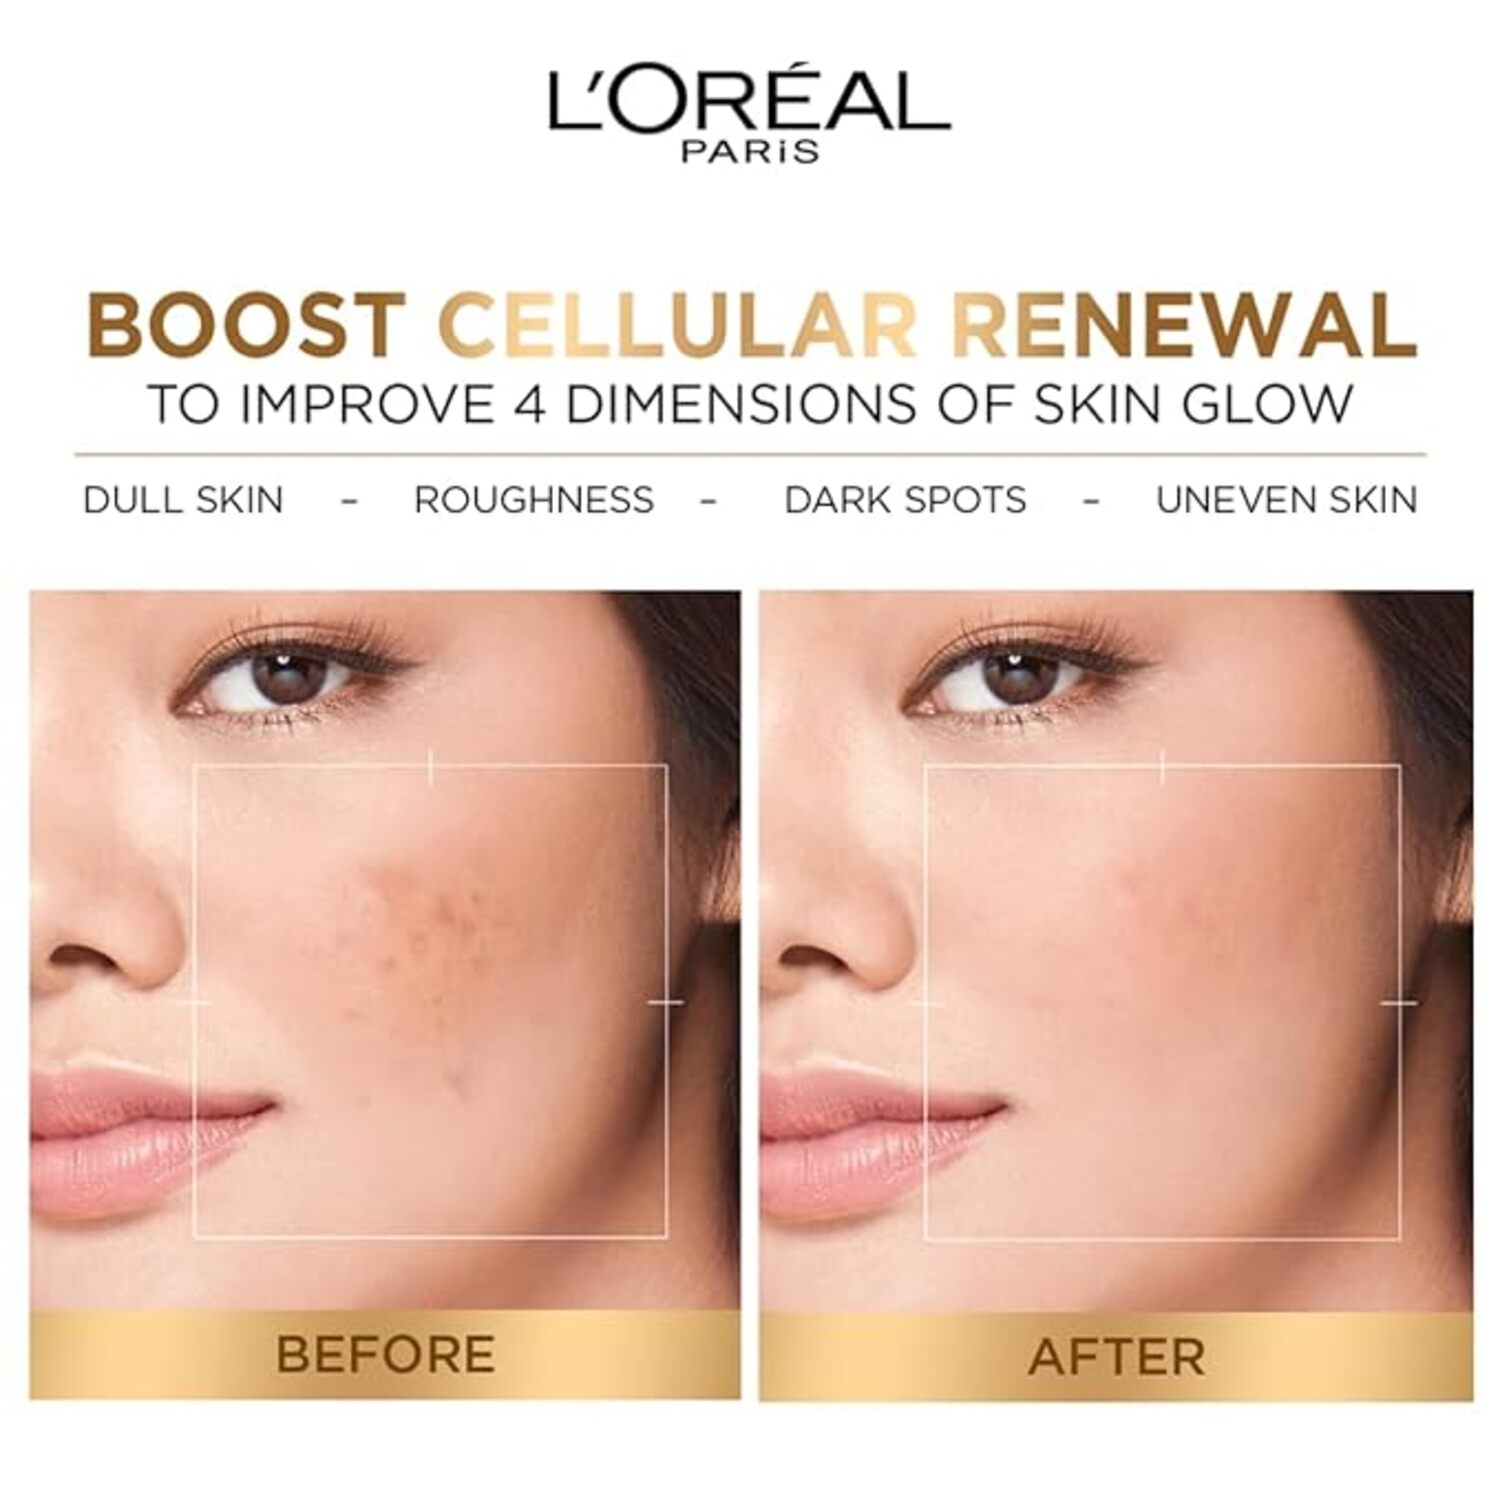 L'ORÉAL
PARiS
BOOST CELLULAR RENEWAL
TO IMPROVE 4 DIMENSIONS OF SKIN GLOW
DULL SKIN - ROUGHNESS - DARK SPOTS - UNEVEN SKIN
BEFORE AFTER